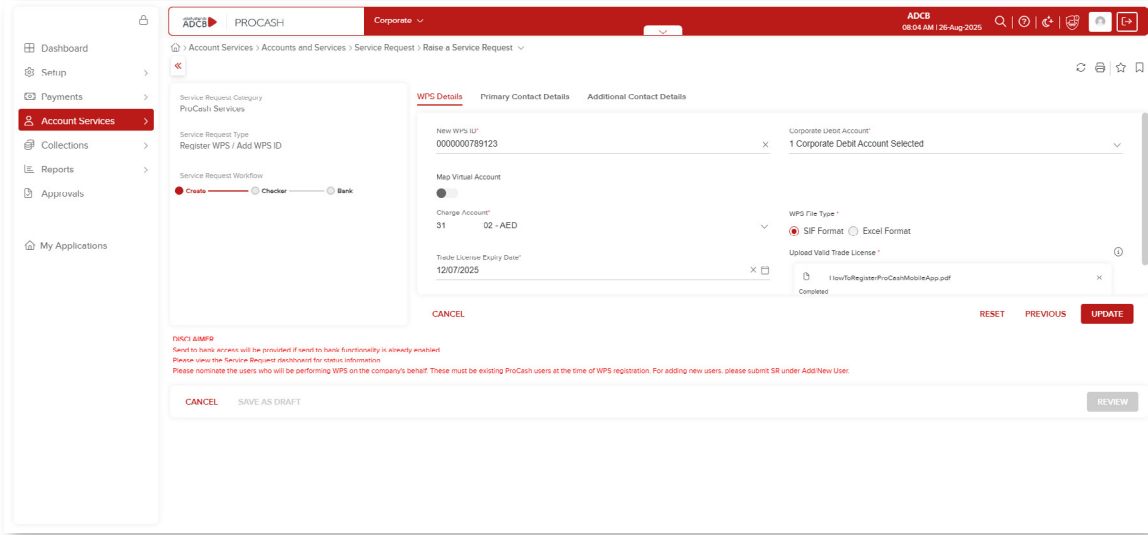 ADCB PROCASH
Corporate
ADCB
08:04 AM | 26-Aug-2025
Dashboard
Setup
Payments
Account Services
Collections
Reports
Approvals
My Applications
> Account Services > Accounts and Services > Service Request > Raise a Service Request
Service Request Category
ProCash Services
Service Request Type
Register WPS / Add WPS ID
Service Request Workflow
Create Checker Bank
WPS Details Primary Contact Details Additional Contact Details
New WPS ID*
0000000789123
Corporate Debit Account*
1 Corporate Debit Account Selected
Map Virtual Account
Charge Account*
31 02 - AED
WPS File Type *
SIF Format Excel Format
Trade License Expiry Date*
12/07/2025
Upload Valid Trade License *
HowToRegisterProCashMobileApp.pdf
Completed
CANCEL RESET PREVIOUS UPDATE
DISCLAIMER
Send to bank access will be provided if send to bank functionality is already enabled
Please view the Service Request dashboard for status information
Please nominate the users who will be performing WPS on the company's behalf. These must be existing ProCash users at the time of WPS registration. For adding new users, please submit SR under Add/New User.
CANCEL SAVE AS DRAFT REVIEW